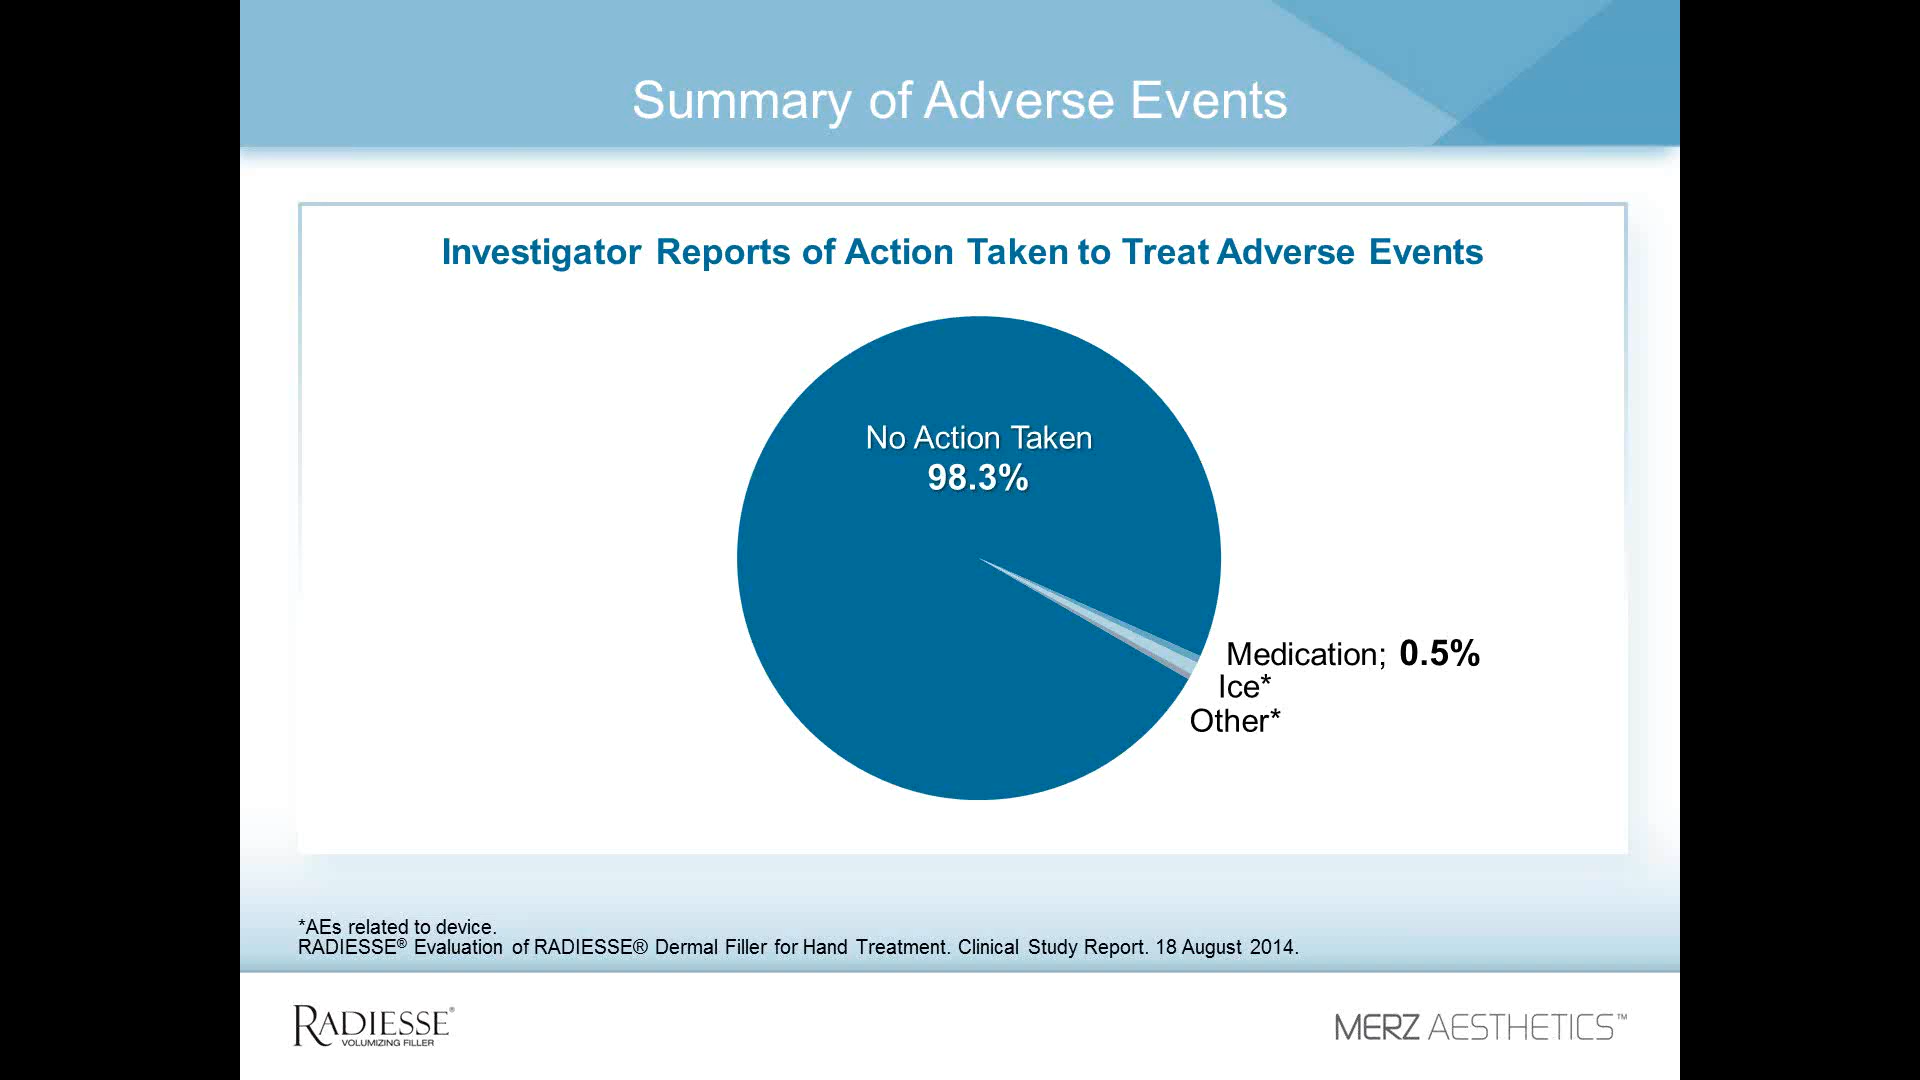 Summary of Adverse Events
Investigator Reports of Action Taken to Treat Adverse Events
No Action Taken
98.3%
Medication; 0.5%
Ice*
Other*
*AEs related to device.
RADIESSE® Evaluation of RADIESSE® Dermal Filler for Hand Treatment. Clinical Study Report. 18 August 2014.
RADIESSE®
VOLUMIZING FILLER
MERZ AESTHETICS™